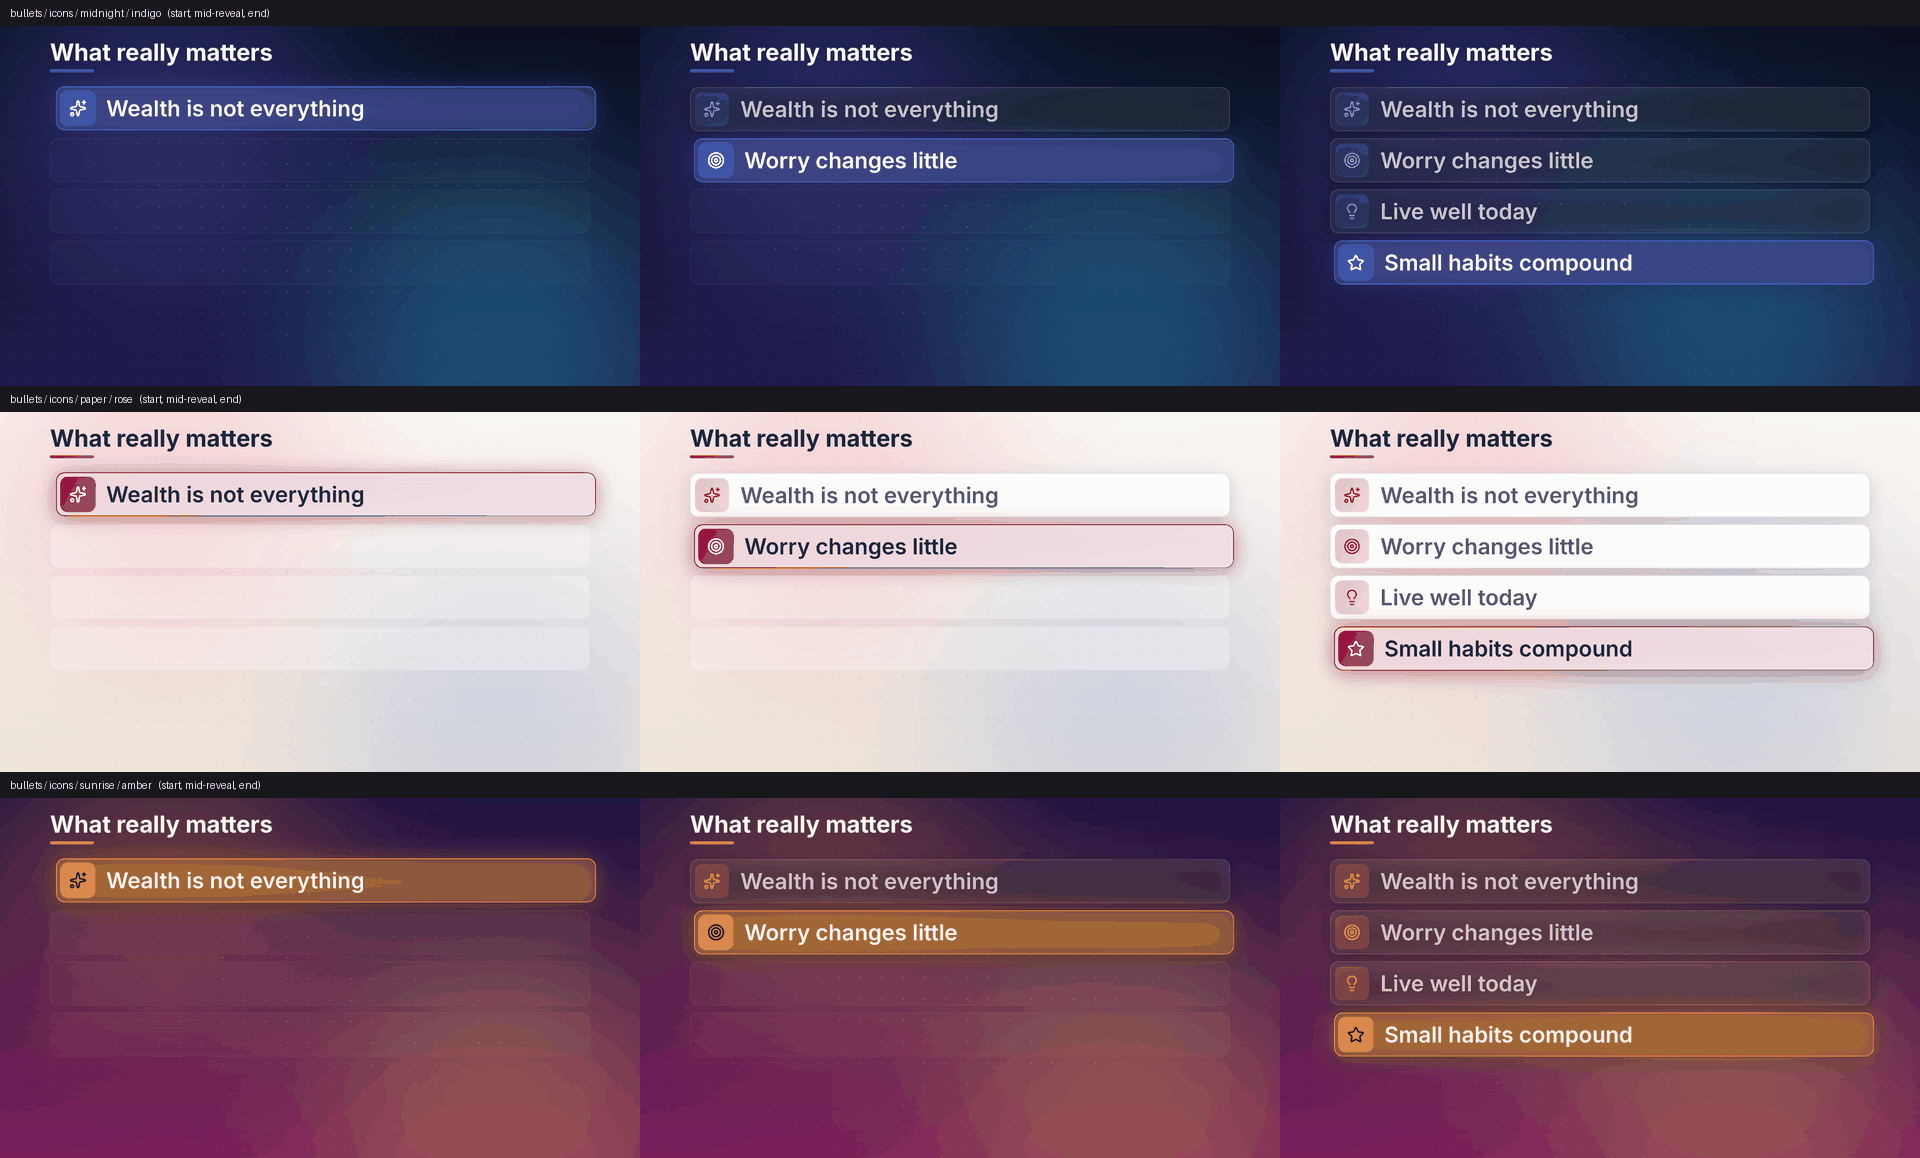 bullets / icons / midnight / indigo (start, mid-reveal, end)
What really matters
Wealth is not everything
What really matters
Wealth is not everything
Worry changes little
What really matters
Wealth is not everything
Worry changes little
Live well today
Small habits compound
bullets / icons / paper / rose (start, mid-reveal, end)
What really matters
Wealth is not everything
What really matters
Wealth is not everything
Worry changes little
What really matters
Wealth is not everything
Worry changes little
Live well today
Small habits compound
bullets / icons / sunrise / amber (start, mid-reveal, end)
What really matters
Wealth is not everything
What really matters
Wealth is not everything
Worry changes little
What really matters
Wealth is not everything
Worry changes little
Live well today
Small habits compound